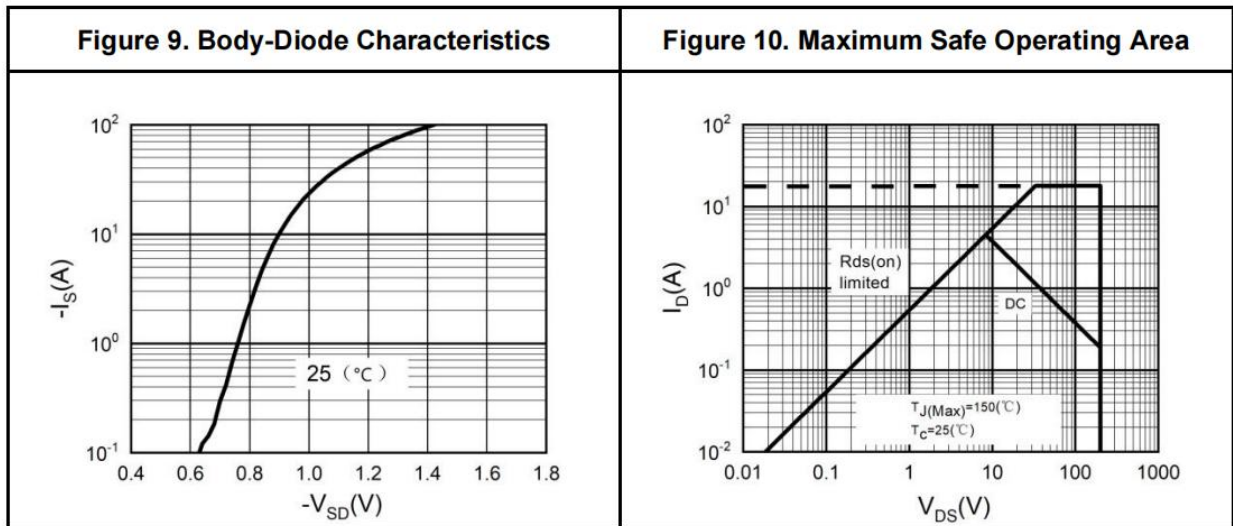 Figure 9. Body-Diode Characteristics
Figure 10. Maximum Safe Operating Area
10²
10¹
10⁰
10⁻¹
-I_S(A)
25（℃）
0.4 0.6 0.8 1.0 1.2 1.4 1.6 1.8
-V_SD(V)
10²
10¹
10⁰
10⁻¹
10⁻²
I_D(A)
Rds(on)
limited
DC
T_J(Max)=150(℃)
T_C=25(℃)
0.01 0.1 1 10 100 1000
V_DS(V)